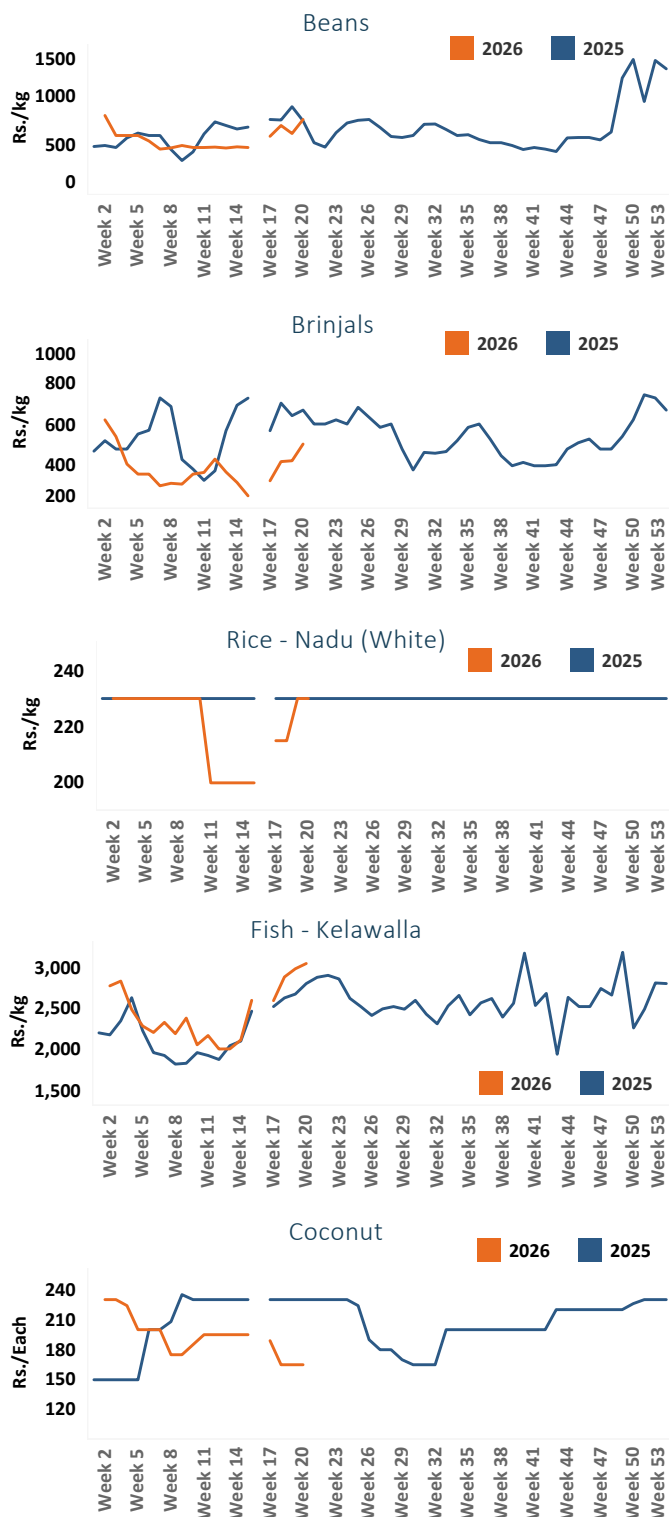 Beans
2026 2025
Rs./kg
1500
1000
500
0
Week 2 Week 5 Week 8 Week 11 Week 14 Week 17 Week 20 Week 23 Week 26 Week 29 Week 32 Week 35 Week 38 Week 41 Week 44 Week 47 Week 50 Week 53
Brinjals
2026 2025
Rs./kg
1000
800
600
400
200
Week 2 Week 5 Week 8 Week 11 Week 14 Week 17 Week 20 Week 23 Week 26 Week 29 Week 32 Week 35 Week 38 Week 41 Week 44 Week 47 Week 50 Week 53
Rice - Nadu (White)
2026 2025
Rs./kg
240
220
200
Week 2 Week 5 Week 8 Week 11 Week 14 Week 17 Week 20 Week 23 Week 26 Week 29 Week 32 Week 35 Week 38 Week 41 Week 44 Week 47 Week 50 Week 53
Fish - Kelawalla
Rs./kg
3,000
2,500
2,000
1,500
2026 2025
Week 2 Week 5 Week 8 Week 11 Week 14 Week 17 Week 20 Week 23 Week 26 Week 29 Week 32 Week 35 Week 38 Week 41 Week 44 Week 47 Week 50 Week 53
Coconut
2026 2025
Rs./Each
240
210
180
150
120
Week 2 Week 5 Week 8 Week 11 Week 14 Week 17 Week 20 Week 23 Week 26 Week 29 Week 32 Week 35 Week 38 Week 41 Week 44 Week 47 Week 50 Week 53